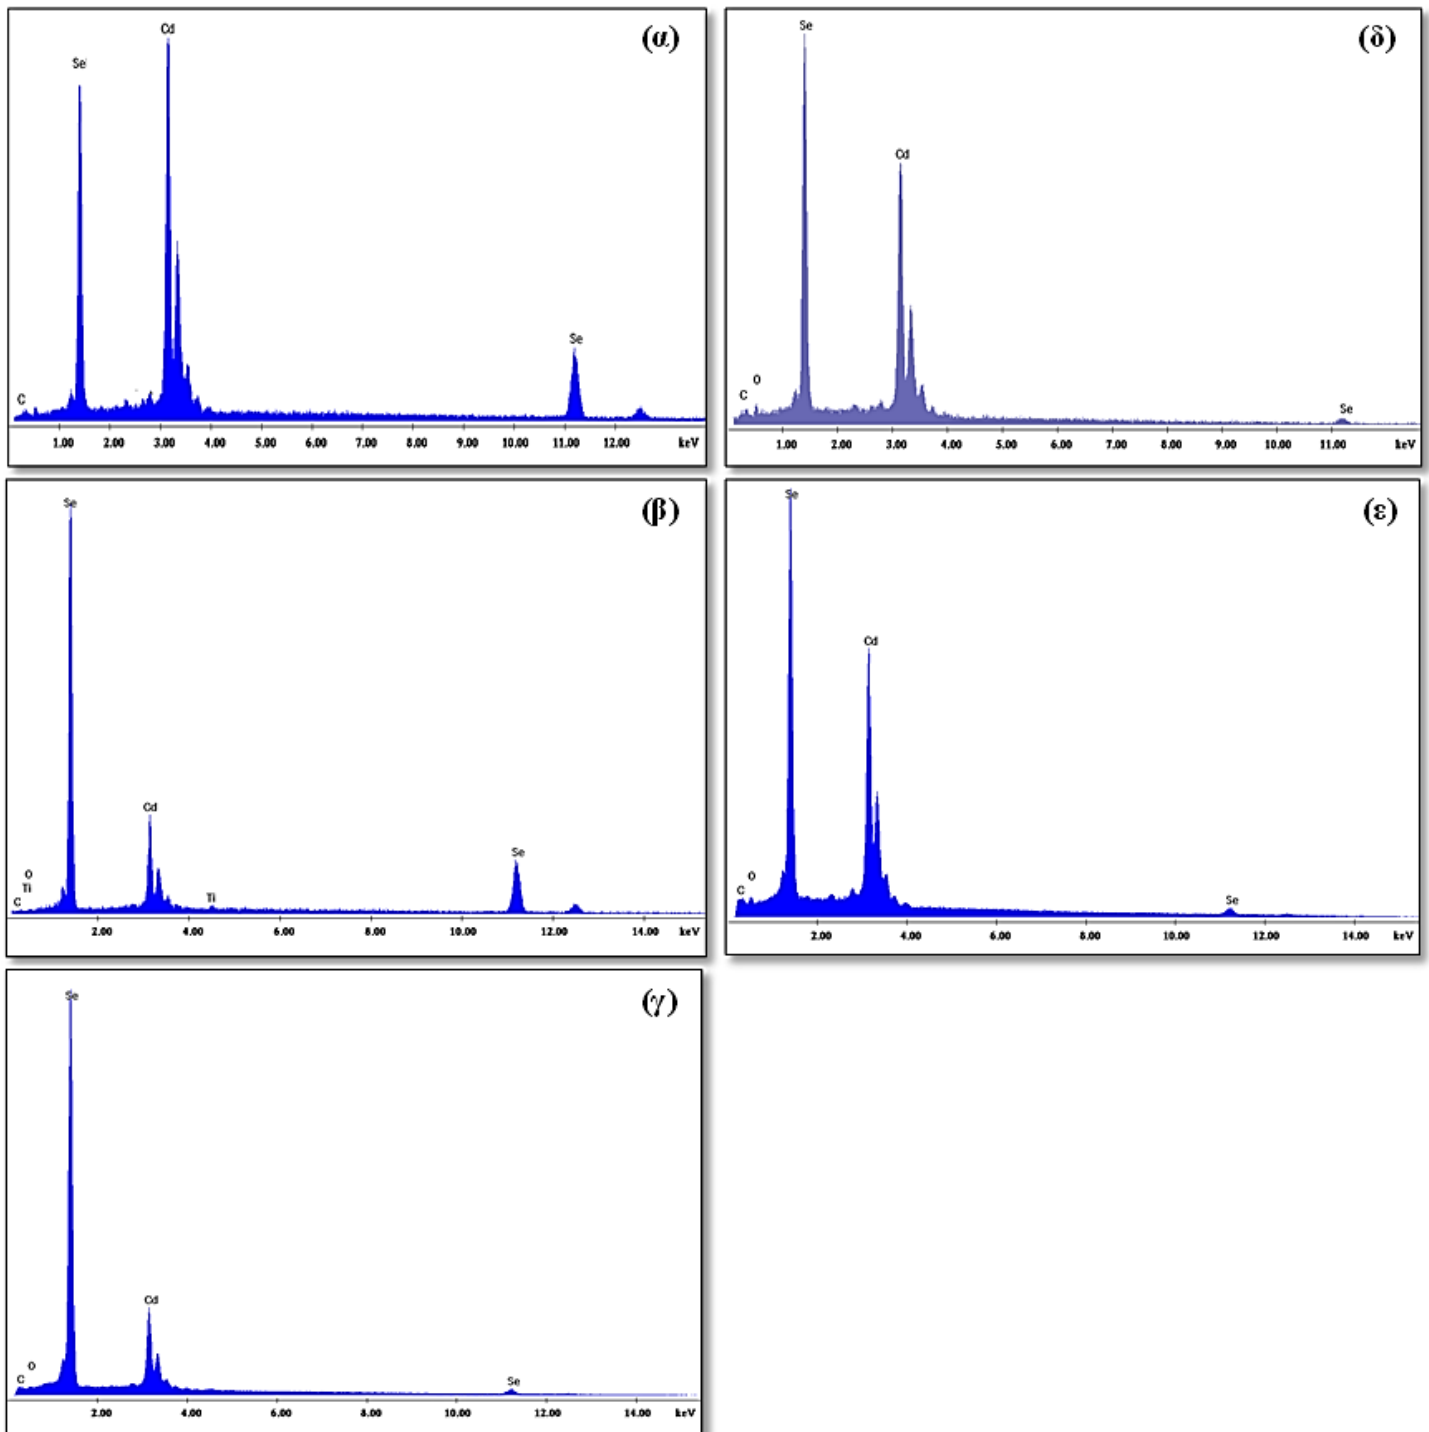 (α)
Cd
Se
Se
C
1.00 2.00 3.00 4.00 5.00 6.00 7.00 8.00 9.00 10.00 11.00 12.00 keV
(δ)
Se
Cd
O
C
Se
1.00 2.00 3.00 4.00 5.00 6.00 7.00 8.00 9.00 10.00 11.00 keV
(β)
Se
Cd
Se
O
Ti
C
Ti
2.00 4.00 6.00 8.00 10.00 12.00 14.00 keV
(ε)
Se
Cd
O
C
Se
2.00 4.00 6.00 8.00 10.00 12.00 14.00 keV
(γ)
Se
Cd
O
C
Se
2.00 4.00 6.00 8.00 10.00 12.00 14.00 keV